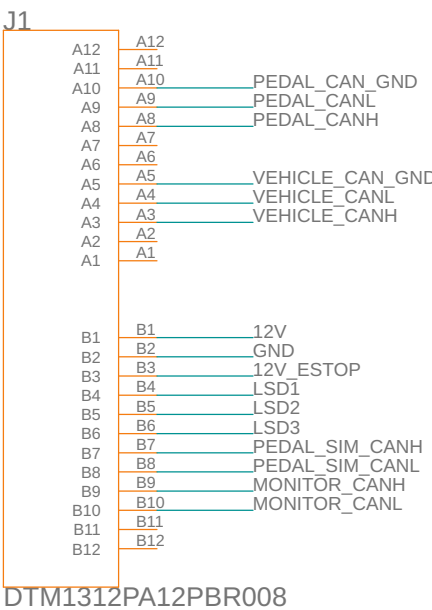 J1
A12 A12
A11 A11
A10 A10 PEDAL_CAN_GND
A9 A9 PEDAL_CANL
A8 A8 PEDAL_CANH
A7 A7
A6 A6
A5 A5 VEHICLE_CAN_GND
A4 A4 VEHICLE_CANL
A3 A3 VEHICLE_CANH
A2 A2
A1 A1
B1 B1 12V
B2 B2 GND
B3 B3 12V_ESTOP
B4 B4 LSD1
B5 B5 LSD2
B6 B6 LSD3
B7 B7 PEDAL_SIM_CANH
B8 B8 PEDAL_SIM_CANL
B9 B9 MONITOR_CANH
B10 B10 MONITOR_CANL
B11 B11
B12 B12
DTM1312PA12PBR008